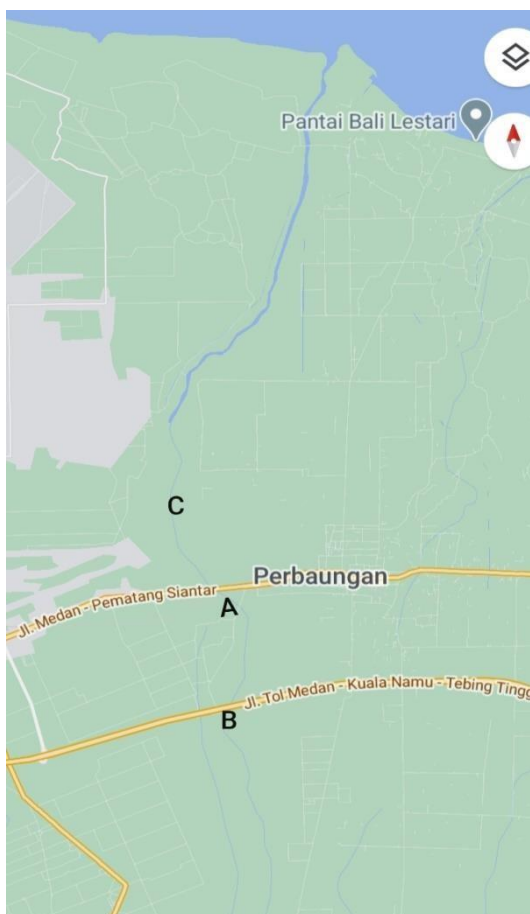 Pantai Bali Lestari
C
Perbaungan
Jl. Medan - Pematang Siantar
A
Jl. Tol Medan - Kuala Namu - Tebing Tingg
B